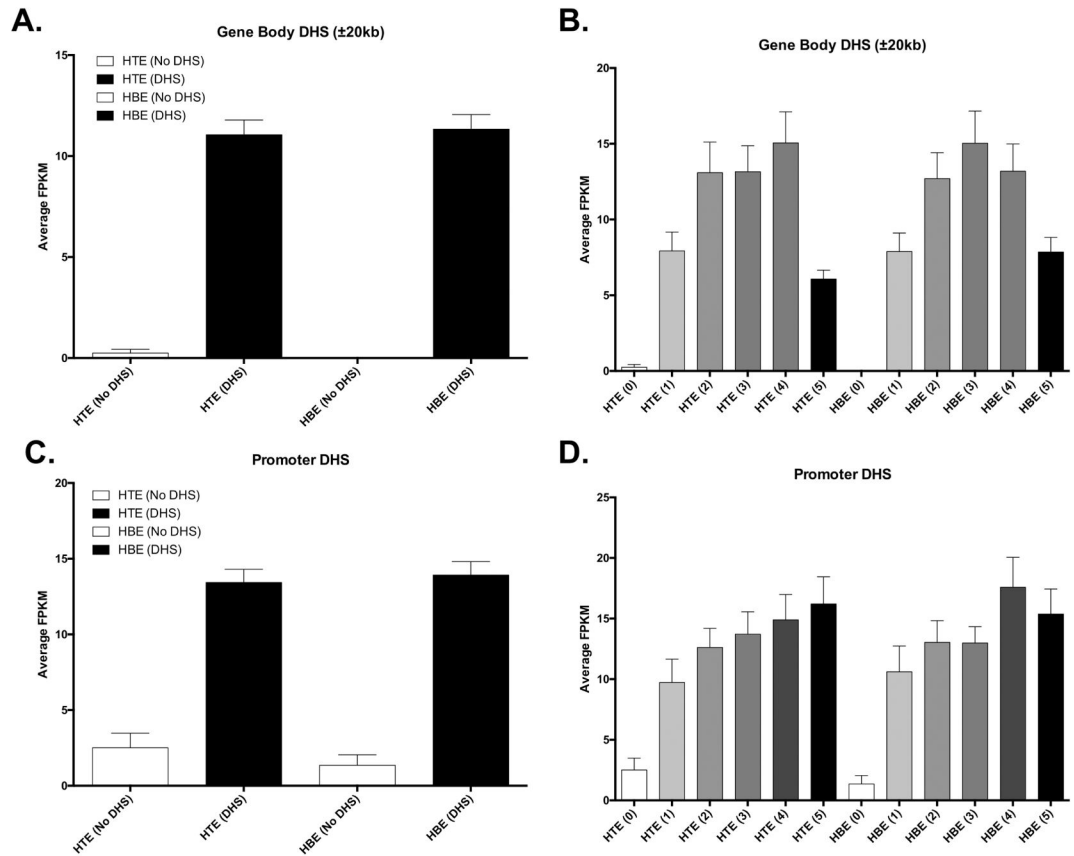 A.
Gene Body DHS (±20kb)
15
10
5
0
Average FPKM
HTE (No DHS)
HTE (DHS)
HBE (No DHS)
HBE (DHS)
HTE (No DHS)
HTE (DHS)
HBE (No DHS)
HBE (DHS)
B.
Gene Body DHS (±20kb)
20
15
10
5
0
Average FPKM
HTE (0)
HTE (1)
HTE (2)
HTE (3)
HTE (4)
HTE (5)
HBE (0)
HBE (1)
HBE (2)
HBE (3)
HBE (4)
HBE (5)
C.
Promoter DHS
20
15
10
5
0
Average FPKM
HTE (No DHS)
HTE (DHS)
HBE (No DHS)
HBE (DHS)
HTE (No DHS)
HTE (DHS)
HBE (No DHS)
HBE (DHS)
D.
Promoter DHS
25
20
15
10
5
0
Average FPKM
HTE (0)
HTE (1)
HTE (2)
HTE (3)
HTE (4)
HTE (5)
HBE (0)
HBE (1)
HBE (2)
HBE (3)
HBE (4)
HBE (5)